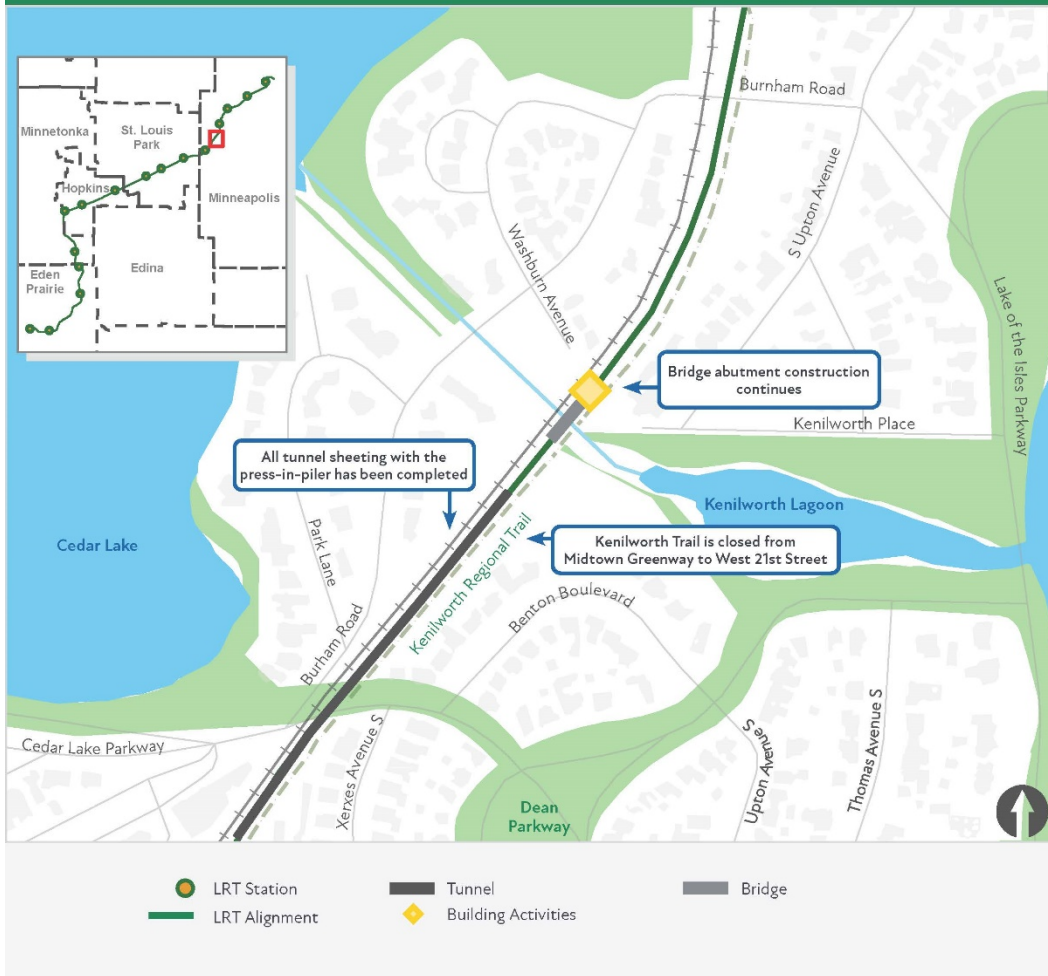 Minnetonka
St. Louis
Park
Hopkins
Minneapolis
Eden
Prairie
Edina
Burnham Road
S Upton Avenue
Washburn Avenue
Lake of the Isles Parkway
Bridge abutment construction
continues
Kenilworth Place
All tunnel sheeting with the
press-in-piler has been completed
Kenilworth Lagoon
Cedar Lake
Park Lane
Kenilworth Regional Trail
Kenilworth Trail is closed from
Midtown Greenway to West 21st Street
Benton Boulevard
Burham Road
Cedar Lake Parkway
Xerxes Avenue S
Upton Avenue S
Thomas Avenue S
Dean
Parkway
LRT Station
Tunnel
Bridge
LRT Alignment
Building Activities